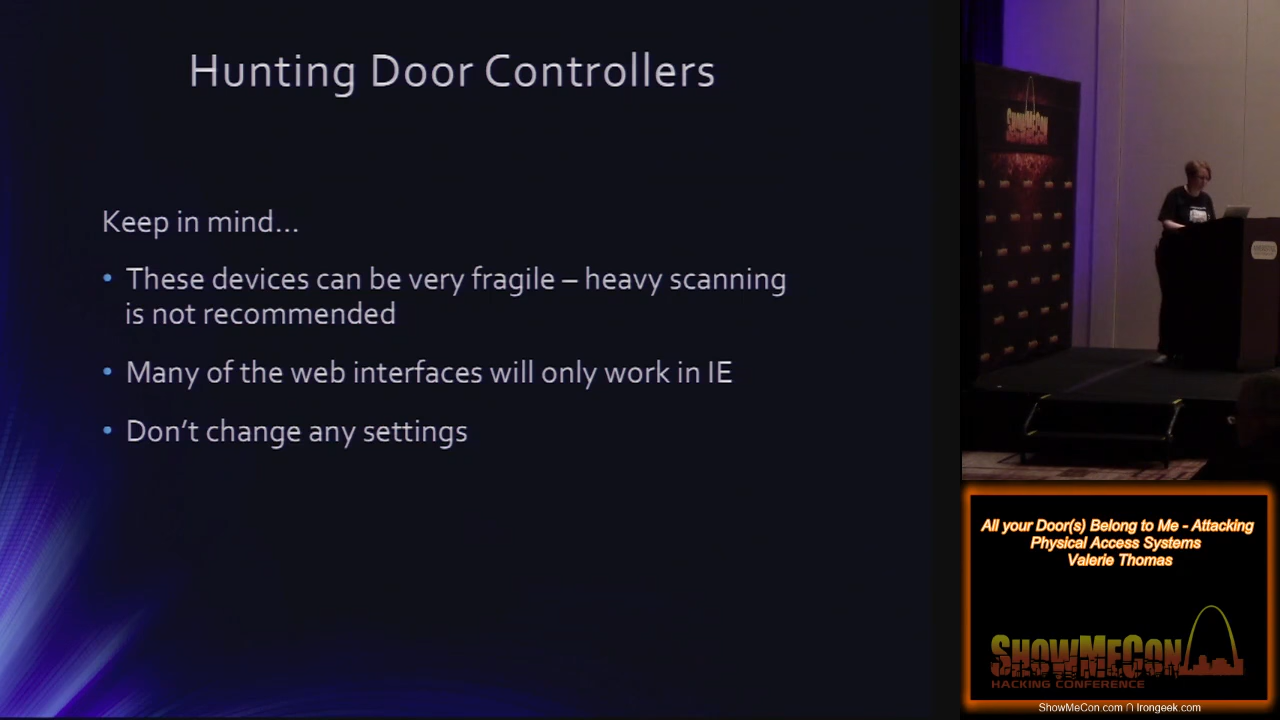 Hunting Door Controllers
Keep in mind...
• These devices can be very fragile – heavy scanning
is not recommended
• Many of the web interfaces will only work in IE
• Don't change any settings
SHOWMECON
All your Door(s) Belong to Me - Attacking
Physical Access Systems
Valerie Thomas
SHOWMECON
HACKING CONFERENCE
ShowMeCon.com ∩ Irongeek.com